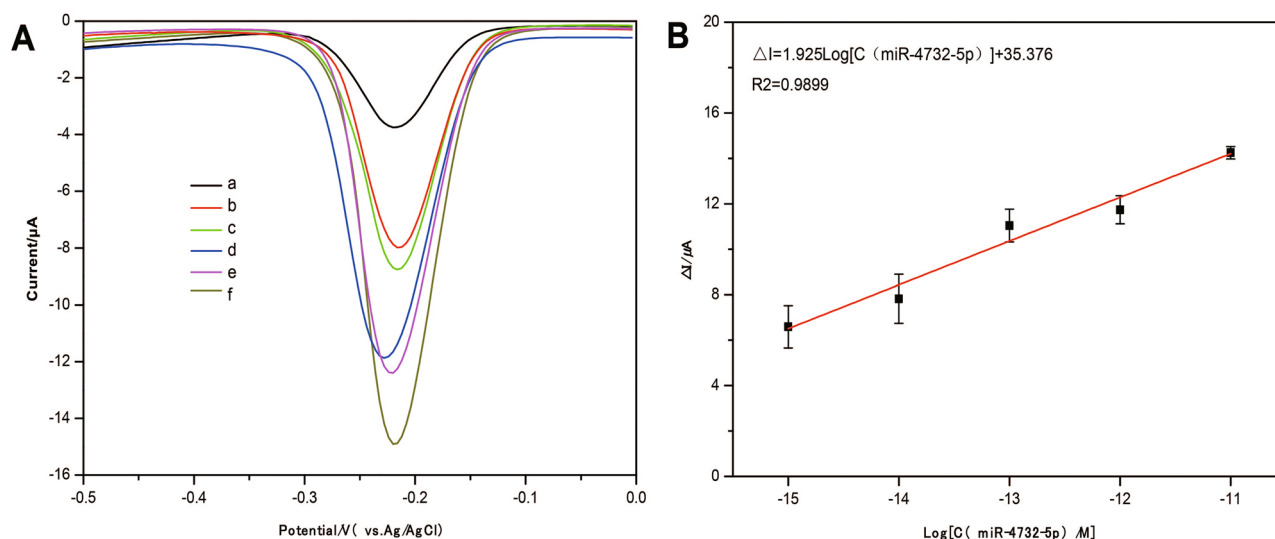 A
0
-2
-4
-6
-8
-10
-12
-14
-16
-0.5
-0.4
-0.3
-0.2
-0.1
0.0
Current/µA
Potential/V( vs.Ag/AgCl)
a
b
c
d
e
f
B
△I=1.925Log[C（miR-4732-5p）]+35.376
R2=0.9899
20
16
12
8
4
0
-15
-14
-13
-12
-11
△I/µA
Log[C( miR-4732-5p) /M]